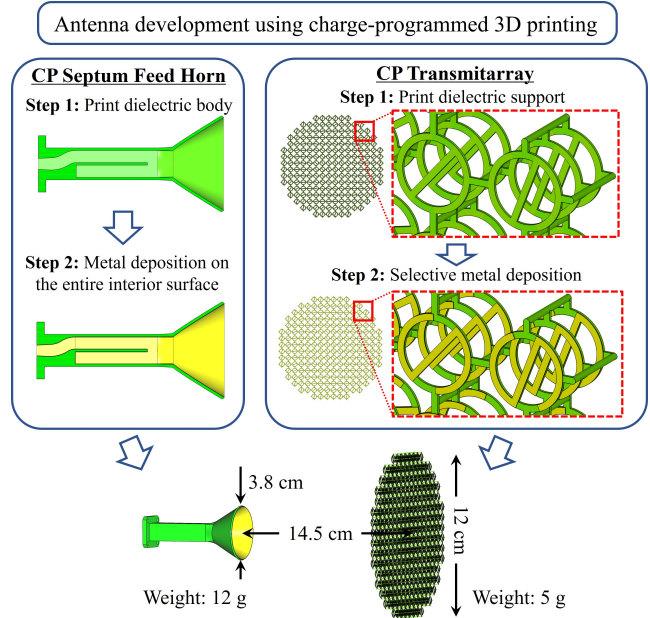 Antenna development using charge-programmed 3D printing
CP Septum Feed Horn
Step 1: Print dielectric body
Step 2: Metal deposition on
the entire interior surface
CP Transmitarray
Step 1: Print dielectric support
Step 2: Selective metal deposition
3.8 cm
14.5 cm
12 cm
Weight: 12 g
Weight: 5 g